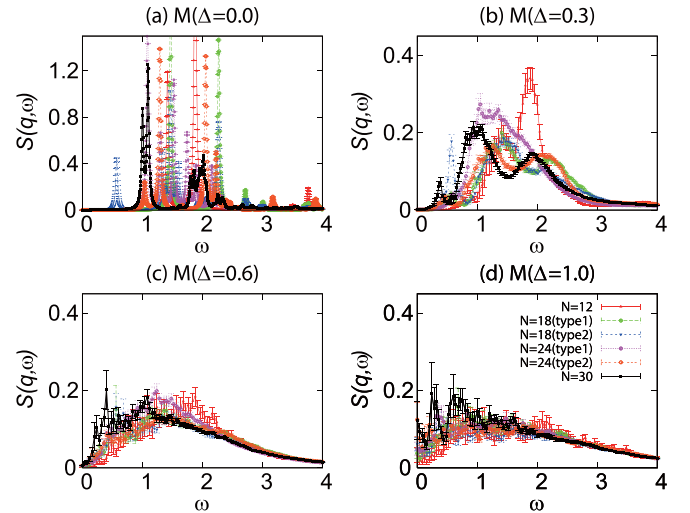 (a) M(Δ=0.0)
(b) M(Δ=0.3)
S(q,ω)
1.2
0.8
0.4
0
0 1 2 3 4
ω
S(q,ω)
0.4
0.2
0
0 1 2 3 4
ω
(c) M(Δ=0.6)
(d) M(Δ=1.0)
S(q,ω)
0.4
0.2
0
0 1 2 3 4
ω
S(q,ω)
0.4
0.2
0
0 1 2 3 4
ω
N=12
N=18(type1)
N=18(type2)
N=24(type1)
N=24(type2)
N=30